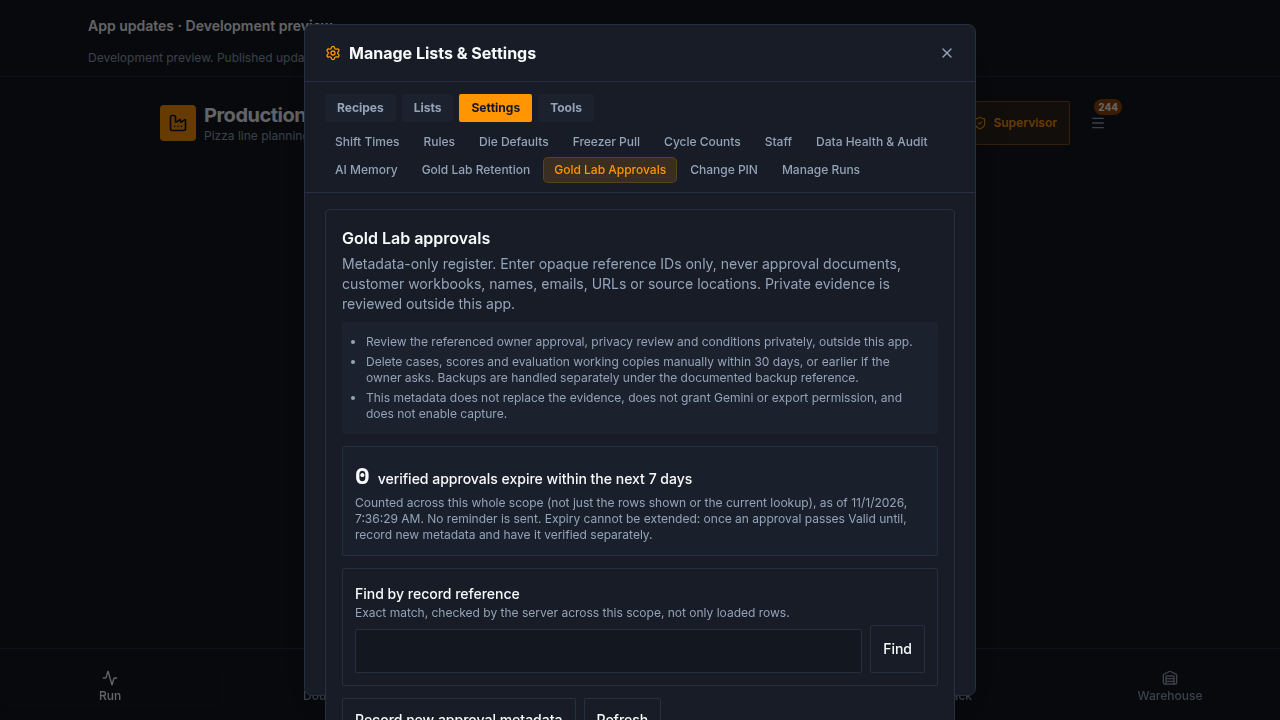 App updates · Development preview
Development preview. Published upda
Manage Lists & Settings
Production
Pizza line planning
Supervisor
244
Recipes
Lists
Settings
Tools
Shift Times
Rules
Die Defaults
Freezer Pull
Cycle Counts
Staff
Data Health & Audit
AI Memory
Gold Lab Retention
Gold Lab Approvals
Change PIN
Manage Runs
Gold Lab approvals
Metadata-only register. Enter opaque reference IDs only, never approval documents,
customer workbooks, names, emails, URLs or source locations. Private evidence is
reviewed outside this app.
Review the referenced owner approval, privacy review and conditions privately, outside this app.
Delete cases, scores and evaluation working copies manually within 30 days, or earlier if the
owner asks. Backups are handled separately under the documented backup reference.
This metadata does not replace the evidence, does not grant Gemini or export permission, and
does not enable capture.
0 verified approvals expire within the next 7 days
Counted across this whole scope (not just the rows shown or the current lookup), as of 11/1/2026,
7:36:29 AM. No reminder is sent. Expiry cannot be extended: once an approval passes Valid until,
record new metadata and have it verified separately.
Find by record reference
Exact match, checked by the server across this scope, not only loaded rows.
Find
Record new approval metadata
Refresh
Run
Warehouse